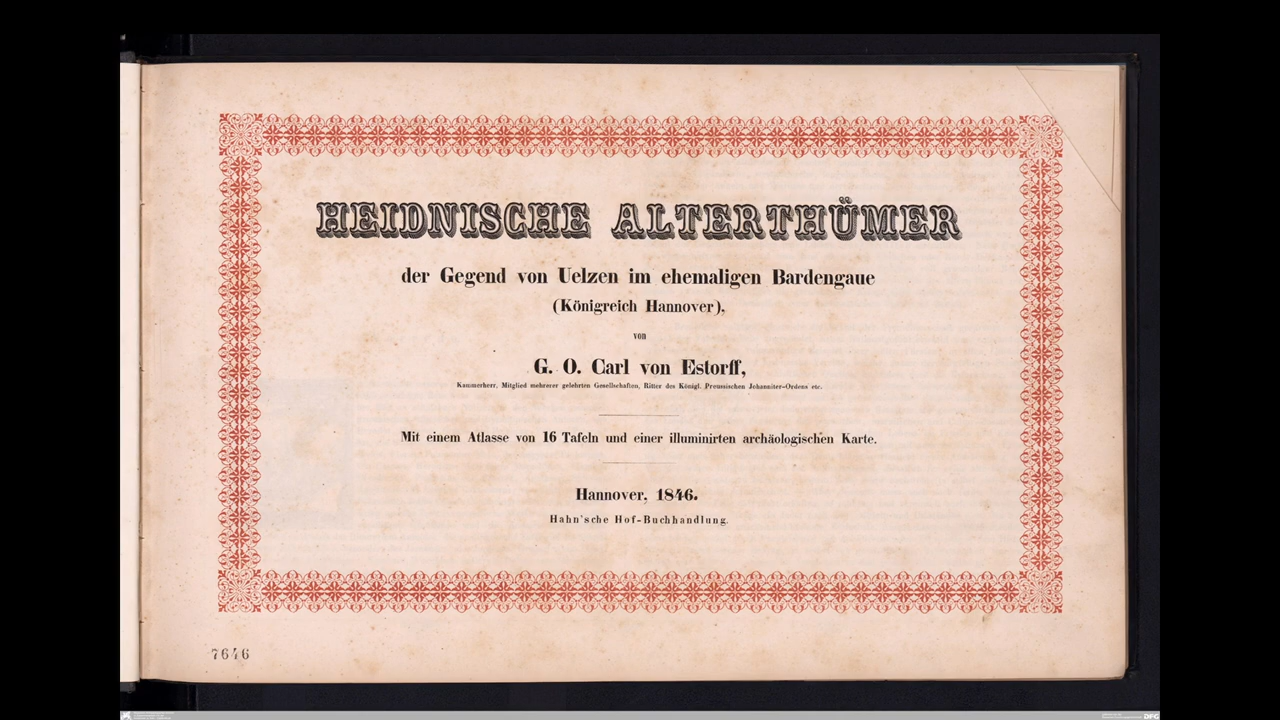 HEIDNISCHE ALTERTHÜMER
der Gegend von Uelzen im ehemaligen Bardengaue
(Königreich Hannover),
von
G. O. Carl von Estorff,
Kammerherr, Mitglied mehrerer gelehrten Gesellschaften, Ritter des Königl. Preussischen Johanniter-Ordens etc.
Mit einem Atlasse von 16 Tafeln und einer illuminirten archäologischen Karte.
Hannover, 1846.
Hahn'sche Hof-Buchhandlung.
7646
DFG